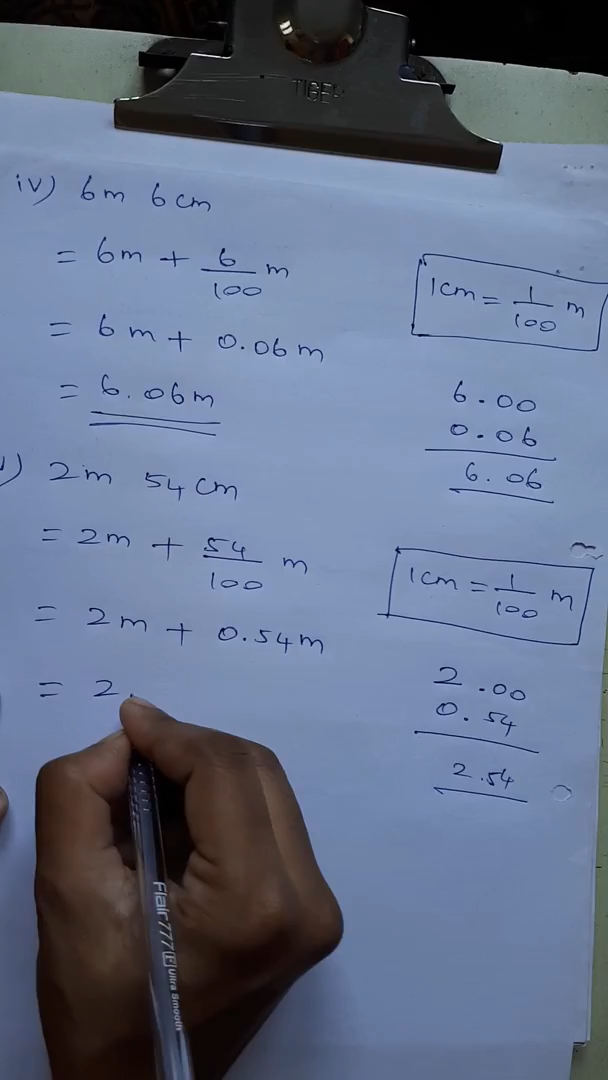 TIGER
iv) 6m 6cm
= 6m + 6/100 m
1cm = 1/100 m
= 6m + 0.06m
= 6.06m
6.00
0.06
6.06
) 2m 54cm
= 2m + 54/100 m
1cm = 1/100 m
= 2m + 0.54m
= 2.
2.00
0.54
2.54
Flair 777 Ultra Smooth